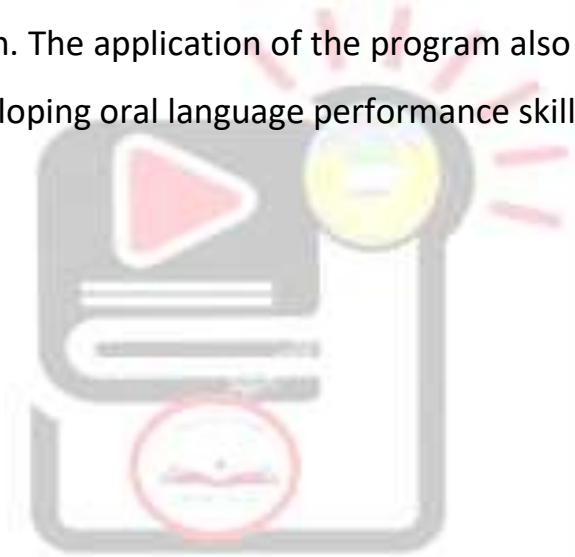 n. The application of the program also
loping oral language performance skill